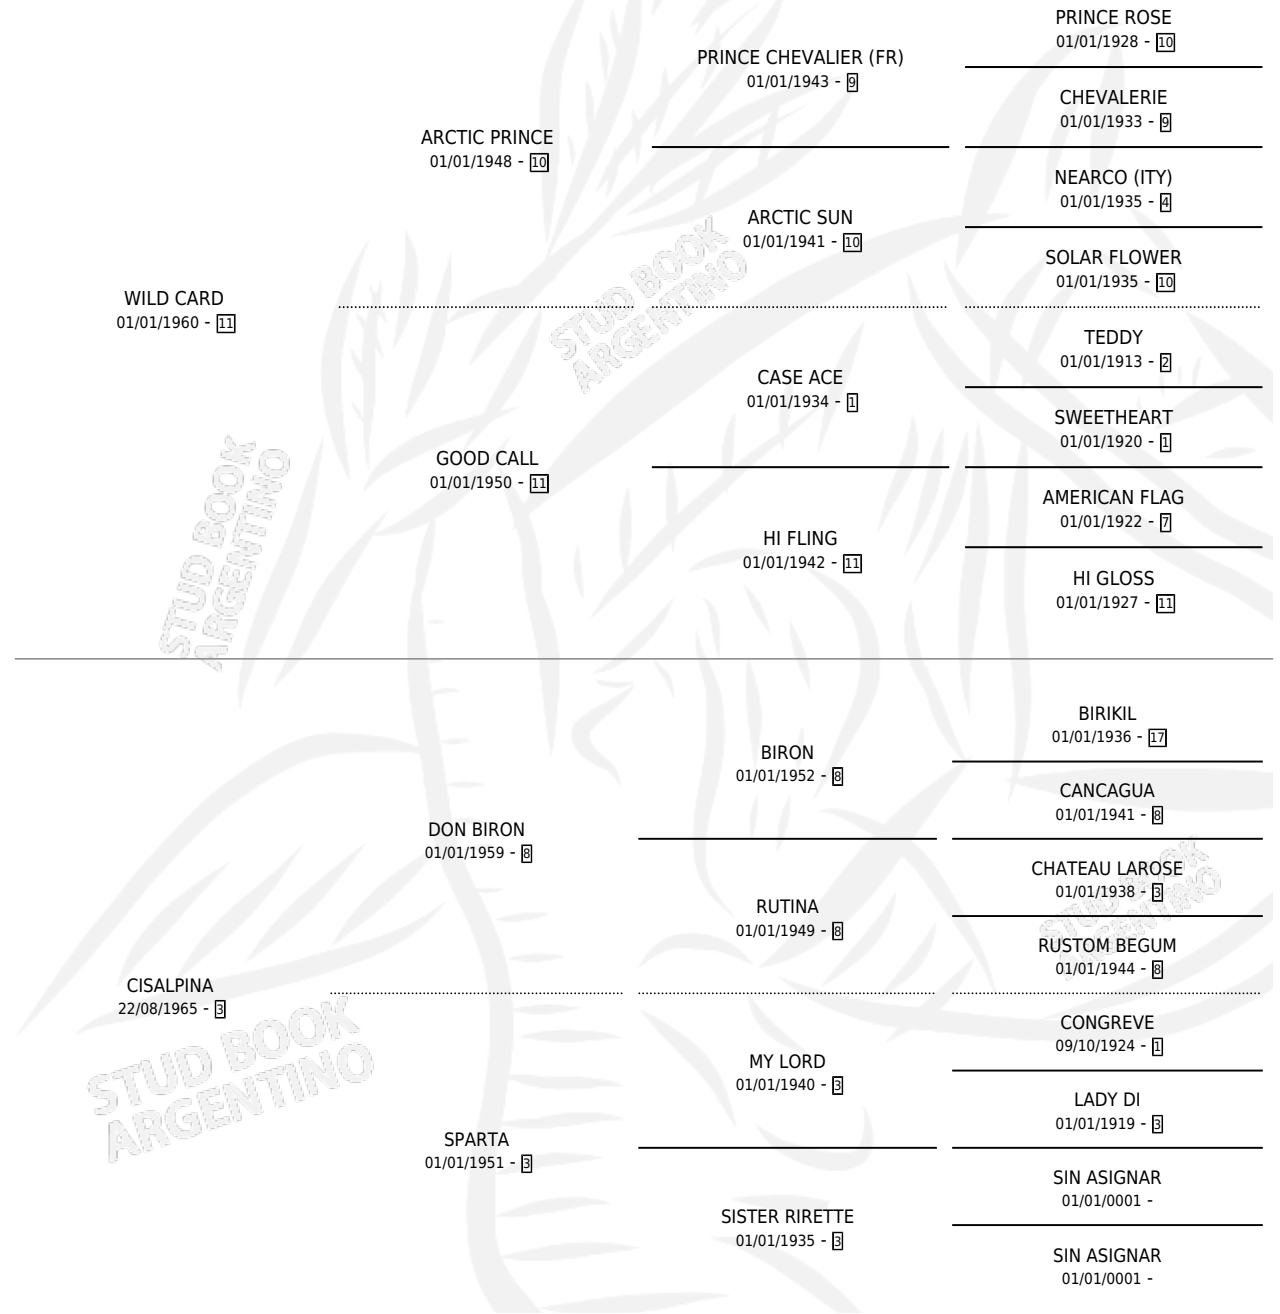 PRINCE ROSE
01/01/1928 - 10
PRINCE CHEVALIER (FR)
01/01/1943 - 9
CHEVALERIE
01/01/1933 - 9
ARCTIC PRINCE
01/01/1948 - 10
NEARCO (ITY)
01/01/1935 - 4
ARCTIC SUN
01/01/1941 - 10
SOLAR FLOWER
01/01/1935 - 10
WILD CARD
01/01/1960 - 11
STUD BOOK
ARGENTINO
TEDDY
01/01/1913 - 2
CASE ACE
01/01/1934 - 1
SWEETHEART
01/01/1920 - 1
GOOD CALL
01/01/1950 - 11
AMERICAN FLAG
01/01/1922 - 7
HI FLING
01/01/1942 - 11
HI GLOSS
01/01/1927 - 11
STUD BOOK
ARGENTINO
BIRIKIL
01/01/1936 - 17
BIRON
01/01/1952 - 8
CANCAGUA
01/01/1941 - 8
DON BIRON
01/01/1959 - 8
CHATEAU LAROSE
01/01/1938 - 3
RUTINA
01/01/1949 - 8
RUSTOM BEGUM
01/01/1944 - 8
STUD BOOK
ARGENTINO
CISALPINA
22/08/1965 - 3
CONGREVE
09/10/1924 - 1
MY LORD
01/01/1940 - 3
LADY DI
01/01/1919 - 3
STUD BOOK
ARGENTINO
SPARTA
01/01/1951 - 3
SIN ASIGNAR
01/01/0001 -
SISTER RIRETTE
01/01/1935 - 3
SIN ASIGNAR
01/01/0001 -